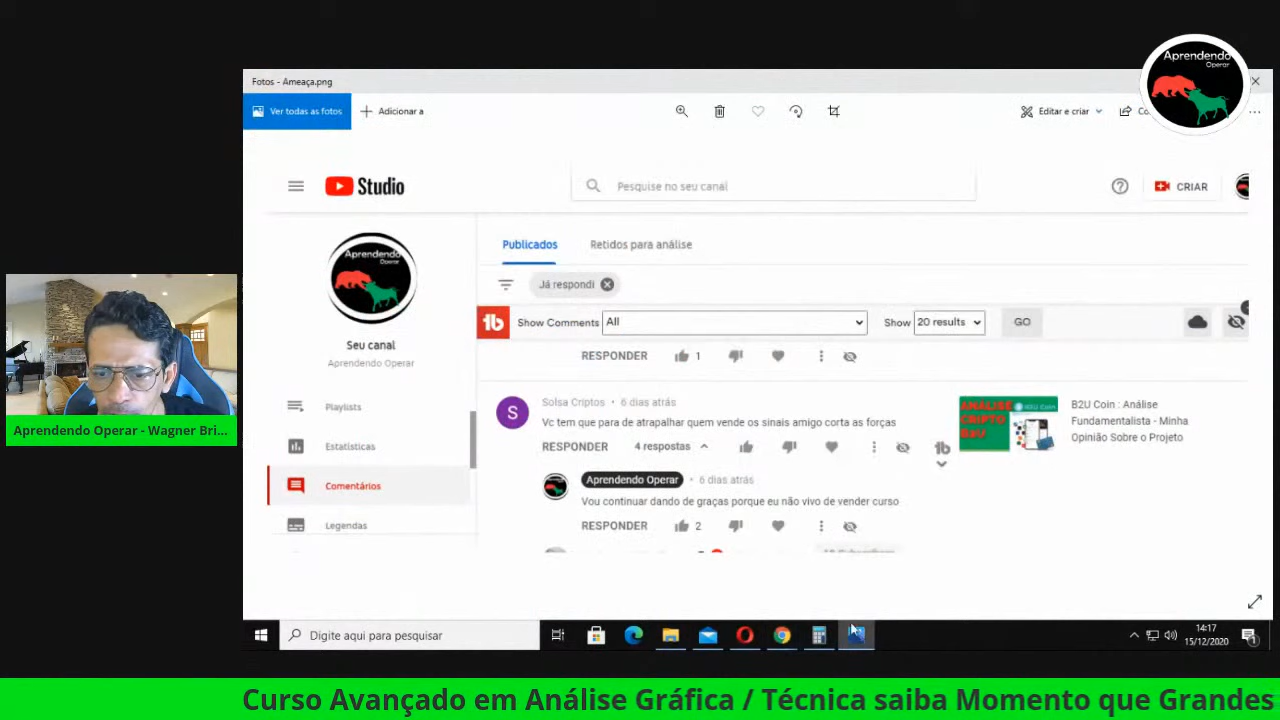 Aprendendo
Operar
Fotos - Ameaça.png
Ver todas as fotos
Adicionar a
Editar e criar
Studio
Pesquise no seu canal
CRIAR
Aprendendo
Operar
Seu canal
Aprendendo Operar
Playlists
Estatísticas
Comentários
Legendas
Publicados
Retidos para análise
Já respondi
Show Comments All
Show 20 results
GO
RESPONDER 1
S
Solsa Criptos • 6 dias atrás
Vc tem que para de atrapalhar quem vende os sinais amigo corta as forças
RESPONDER 4 respostas
Aprendendo Operar • 6 dias atrás
Vou continuar dando de graças porque eu não vivo de vender curso
RESPONDER 2
B2U Coin : Análise
Fundamentalista - Minha
Opinião Sobre o Projeto
Aprendendo Operar - Wagner Bri...
Digite aqui para pesquisar
14:17
15/12/2020
Curso Avançado em Análise Gráfica / Técnica saiba Momento que Grandes